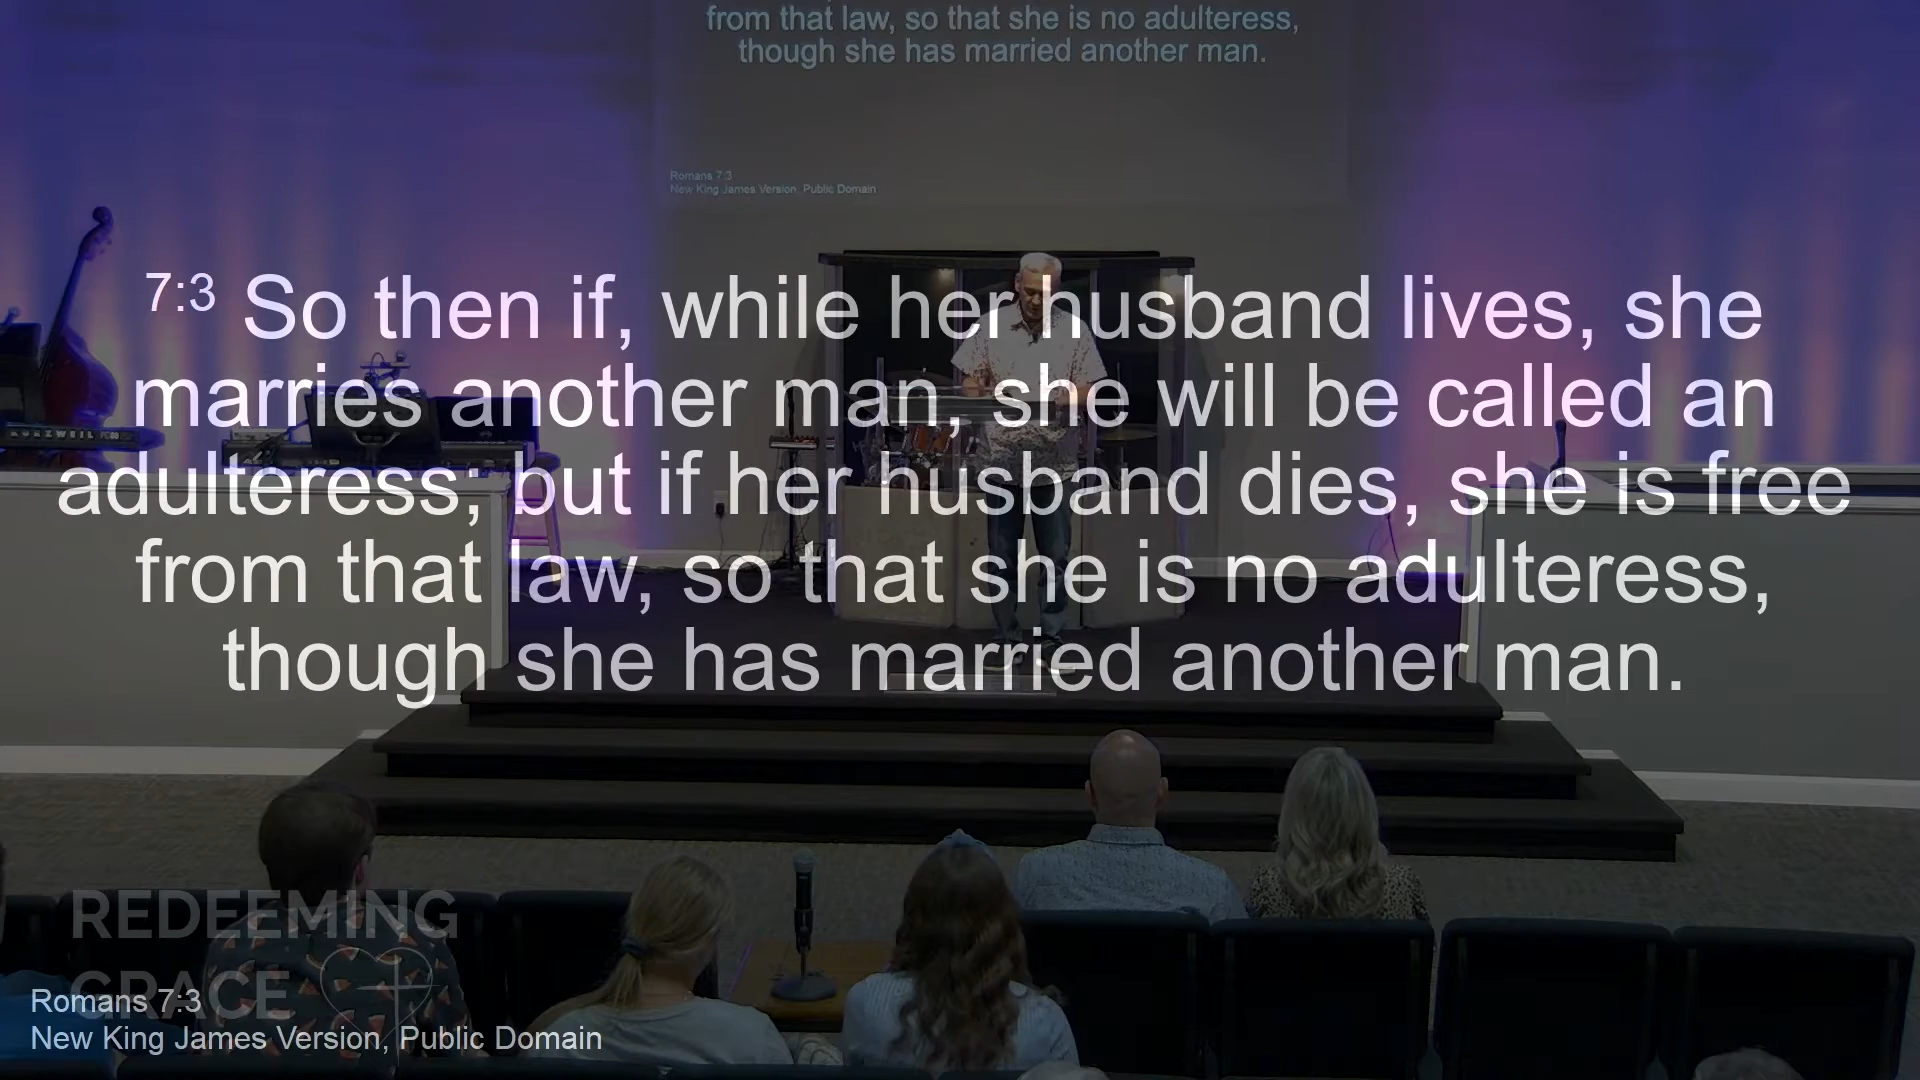 from that law, so that she is no adulteress,
though she has married another man.
Romans 7:3
New King James Version, Public Domain
7:3 So then if, while her husband lives, she
marries another man, she will be called an
adulteress; but if her husband dies, she is free
from that law, so that she is no adulteress,
though she has married another man.
KURZWEIL
REDEEMING
GRACE
Romans 7:3
New King James Version, Public Domain